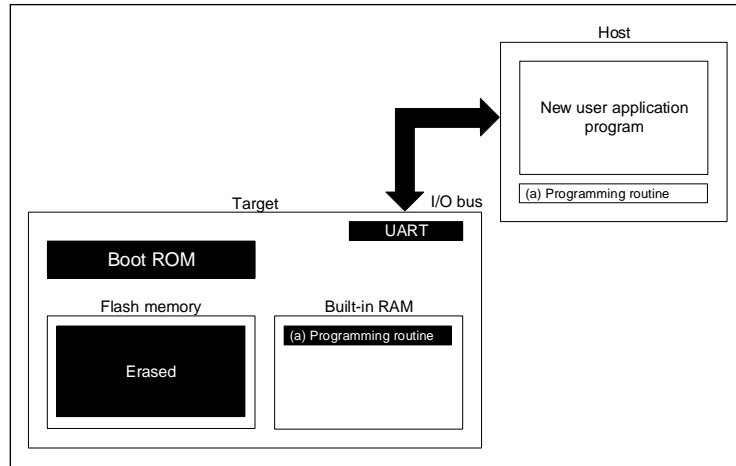 Host
New user application
program
(a) Programming routine
I/O bus
Target
UART
Boot ROM
Flash memory
Built-in RAM
(a) Programming routine
Erased